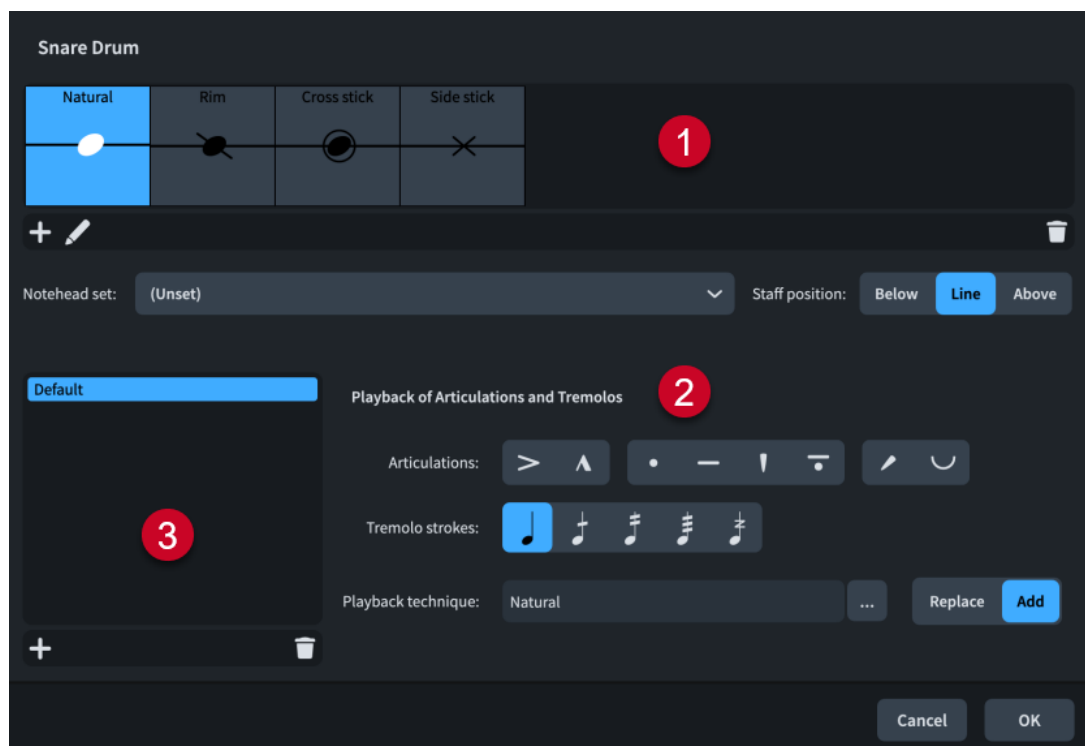 Snare Drum
Natural Rim Cross stick Side stick
1
Notehead set: (Unset) Staff position: Below Line Above
Default
Playback of Articulations and Tremolos 2
Articulations:
3
Tremolo strokes:
Playback technique: Natural ... Replace Add
Cancel OK